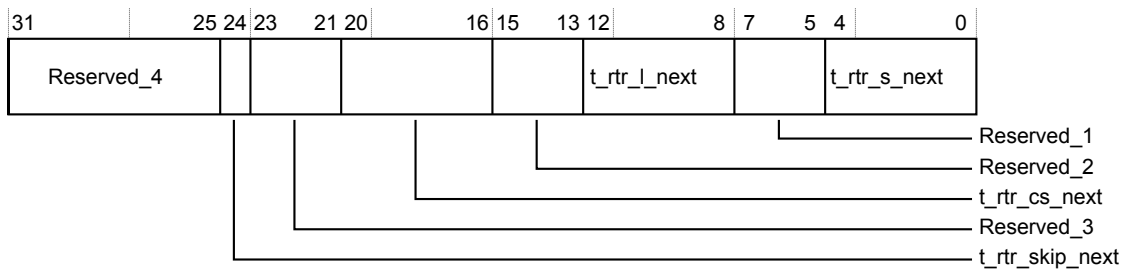 31 25 24 23 21 20 16 15 13 12 8 7 5 4 0
Reserved_4 t_rtr_l_next t_rtr_s_next
Reserved_1
Reserved_2
t_rtr_cs_next
Reserved_3
t_rtr_skip_next